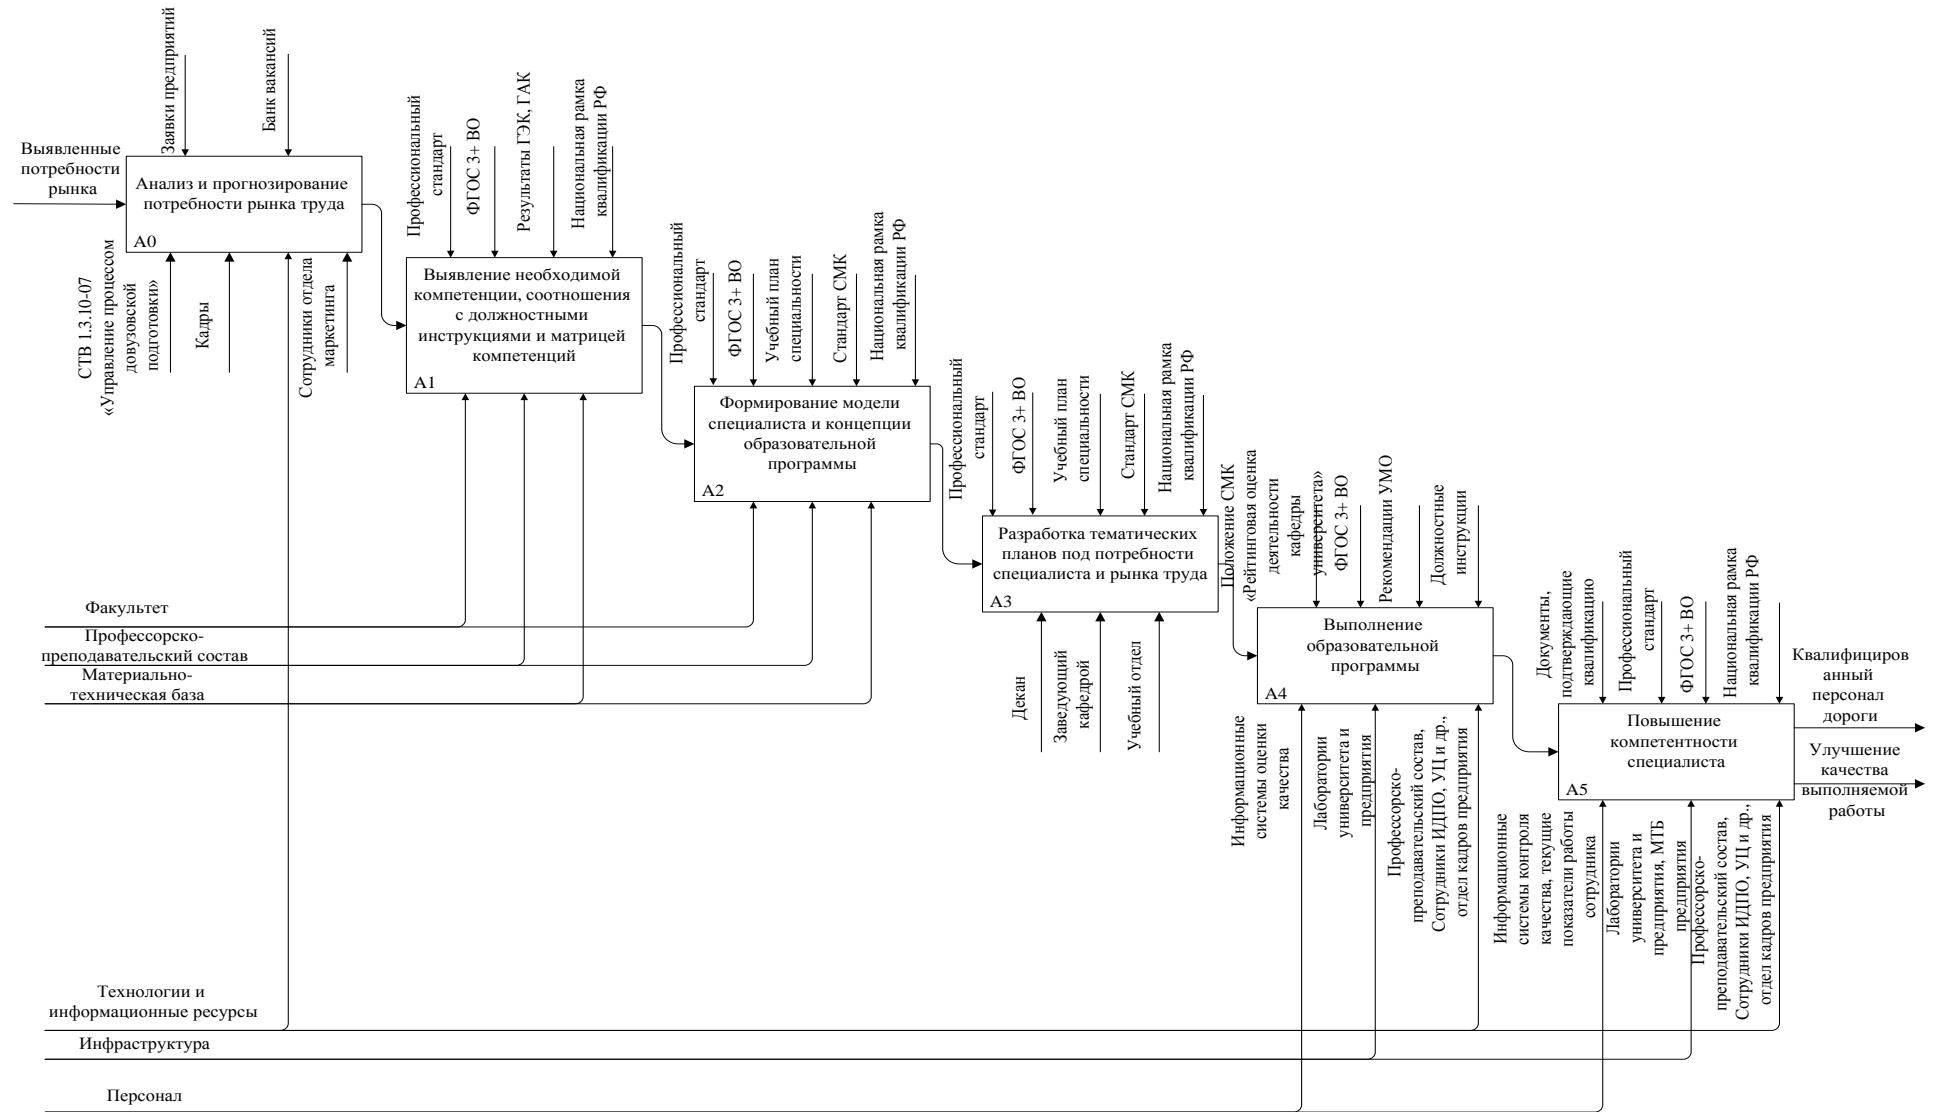 Заявки предприятий
Банк вакансий
Выявленные
потребности
рынка
Анализ и прогнозирование
потребности рынка труда
А0
СТВ 1.3.10-07
«Управление процессом
довузовской
подготовки»
Кадры
Сотрудники отдела
маркетинга
Профессиональный
стандарт
ФГОС 3+ ВО
Результаты ГЭК, ГАК
Национальная рамка
квалификации РФ
Выявление необходимой
компетенции, соотношения
с должностными
инструкциями и матрицей
компетенций
А1
Профессиональный
стандарт
ФГОС 3+ ВО
Учебный план
специальности
Стандарт СМК
Национальная рамка
квалификации РФ
Формирование модели
специалиста и концепции
образовательной
программы
А2
Профессиональный
стандарт
ФГОС 3+ ВО
Учебный план
специальности
Стандарт СМК
Национальная рамка
квалификации РФ
Разработка тематических
планов под потребности
специалиста и рынка труда
А3
Декан
Заведующий
кафедрой
Учебный отдел
Положение СМК
«Рейтинговая оценка
деятельности
кафедры
университета»
ФГОС 3+ ВО
Рекомендации УМО
Должностные
инструкции
Выполнение
образовательной
программы
А4
Информационные
системы оценки
качества
Лаборатории
университета и
предприятия
Профессорско-
преподавательский состав,
Сотрудники ИДПО, УЦ и др.,
отдел кадров предприятия
Документы,
подтверждающие
квалификацию
Профессиональный
стандарт
ФГОС 3+ ВО
Национальная рамка
квалификации РФ
Повышение
компетентности
специалиста
А5
Квалифициров
анный
персонал
дороги
Улучшение
качества
выполняемой
работы
Информационные
системы контроля
качества, текущие
показатели работы
сотрудника
Лаборатории
университета и
предприятия, МТБ
предприятия
Профессорско-
преподавательский состав,
Сотрудники ИДПО, УЦ и др.,
отдел кадров предприятия
Факультет
Профессорско-
преподавательский состав
Материально-
техническая база
Технологии и
информационные ресурсы
Инфраструктура
Персонал